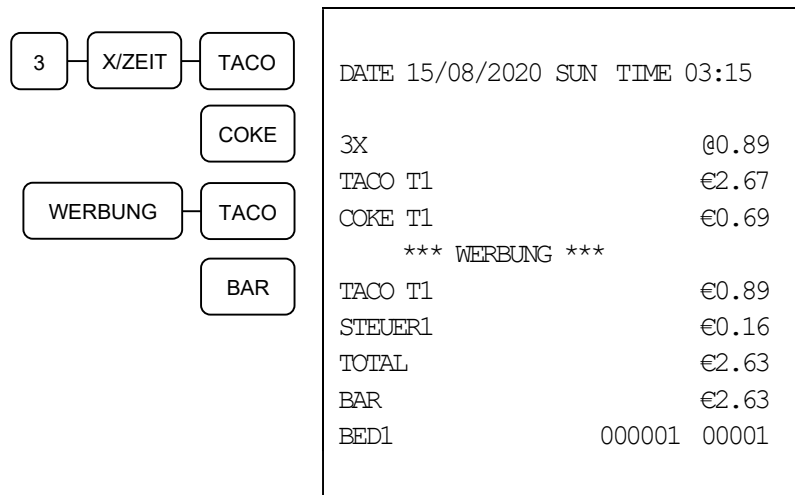 3 X/ZEIT TACO
COKE
WERBUNG TACO
BAR
DATE 15/08/2020 SUN TIME 03:15
3X @0.89
TACO T1 €2.67
COKE T1 €0.69
*** WERBUNG ***
TACO T1 €0.89
STEUER1 €0.16
TOTAL €2.63
BAR €2.63
BED1 000001 00001